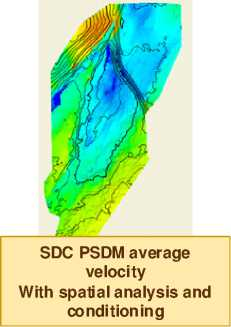 SDC PSDM average
velocity
With spatial analysis and
conditioning